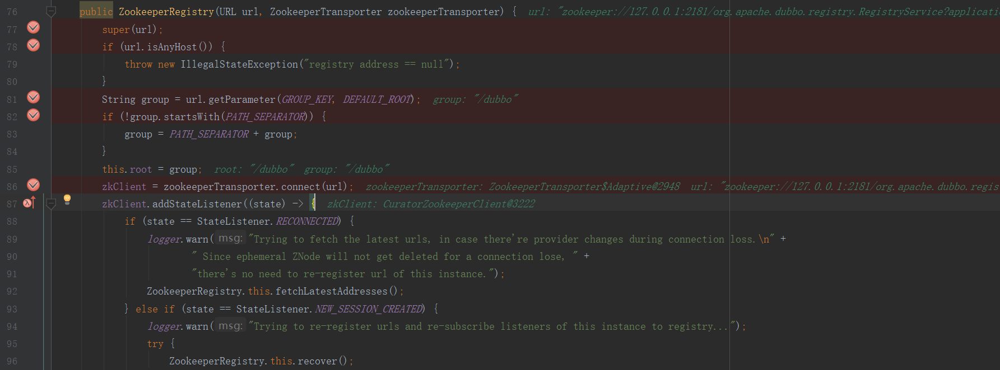 76 public ZookeeperRegistry(URL url, ZookeeperTransporter zookeeperTransporter) { url: "zookeeper://127.0.0.1:2181/org.apache.dubbo.registry.RegistryService?applicati
77 super(url);
78 if (url.isAnyHost()) {
79 throw new IllegalStateException("registry address == null");
80 }
81 String group = url.getParameter(GROUP_KEY, DEFAULT_ROOT); group: "/dubbo"
82 if (!group.startsWith(PATH_SEPARATOR)) {
83 group = PATH_SEPARATOR + group;
84 }
85 this.root = group; root: "/dubbo" group: "/dubbo"
86 zkClient = zookeeperTransporter.connect(url); zookeeperTransporter: ZookeeperTransporter$Adaptive@2948 url: "zookeeper://127.0.0.1:2181/org.apache.dubbo.regis
87 zkClient.addStateListener((state) -> { zkClient: CuratorZookeeperClient@3222
88 if (state == StateListener.RECONNECTED) {
89 logger.warn( msg: "Trying to fetch the latest urls, in case there're provider changes during connection loss.\n" +
90 " Since ephemeral ZNode will not get deleted for a connection lose, " +
91 "there's no need to re-register url of this instance.");
92 ZookeeperRegistry.this.fetchLatestAddresses();
93 } else if (state == StateListener.NEW_SESSION_CREATED) {
94 logger.warn( msg: "Trying to re-register urls and re-subscribe listeners of this instance to registry...");
95 try {
96 ZookeeperRegistry.this.recover();